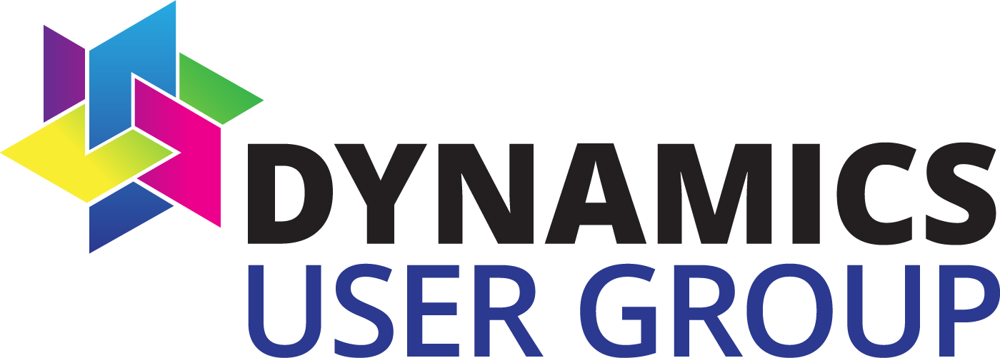 DYNAMICS
USER GROUP